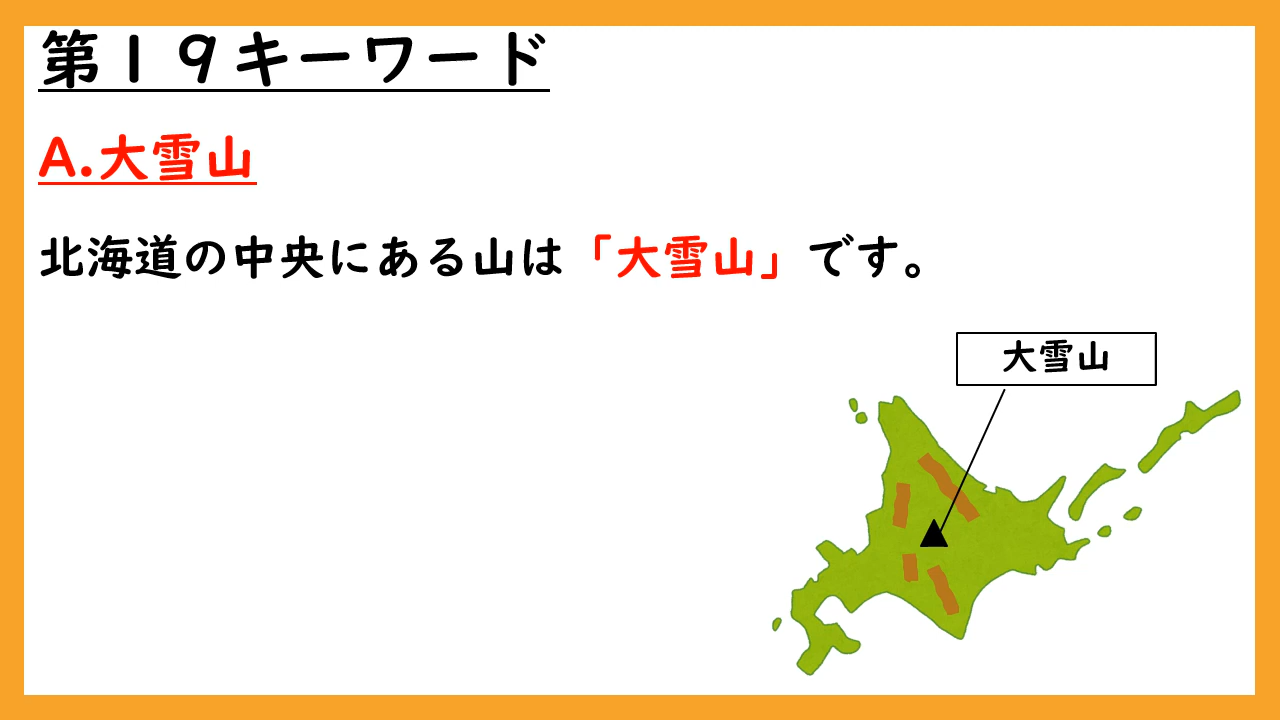 第１９キーワード
A.大雪山
北海道の中央にある山は「大雪山」です。
大雪山